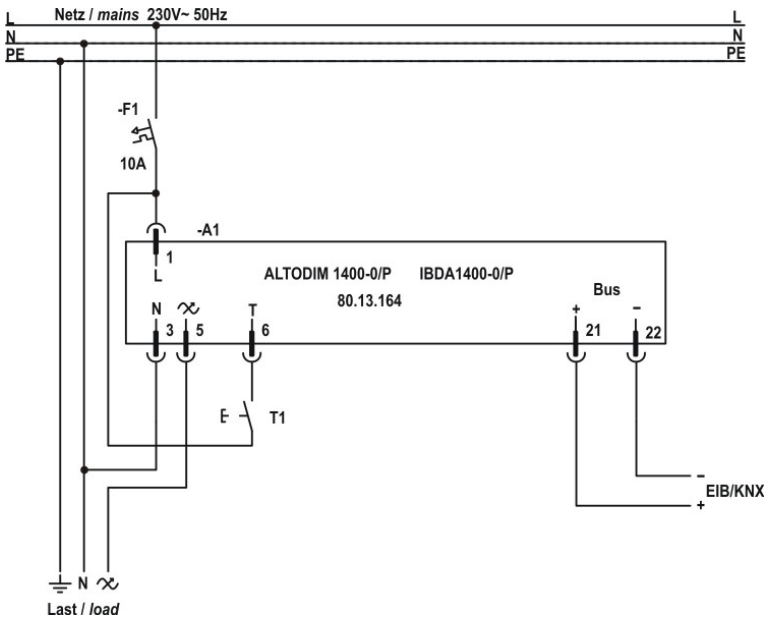 Netz / mains 230V~ 50Hz
L L
N N
PE PE
-F1
10A
-A1
1
L
ALTODIM 1400-0/P IBDA1400-0/P
80.13.164
Bus
N T + -
3 5 6 21 22
E T1
-
EIB/KNX
+
N
Last / load